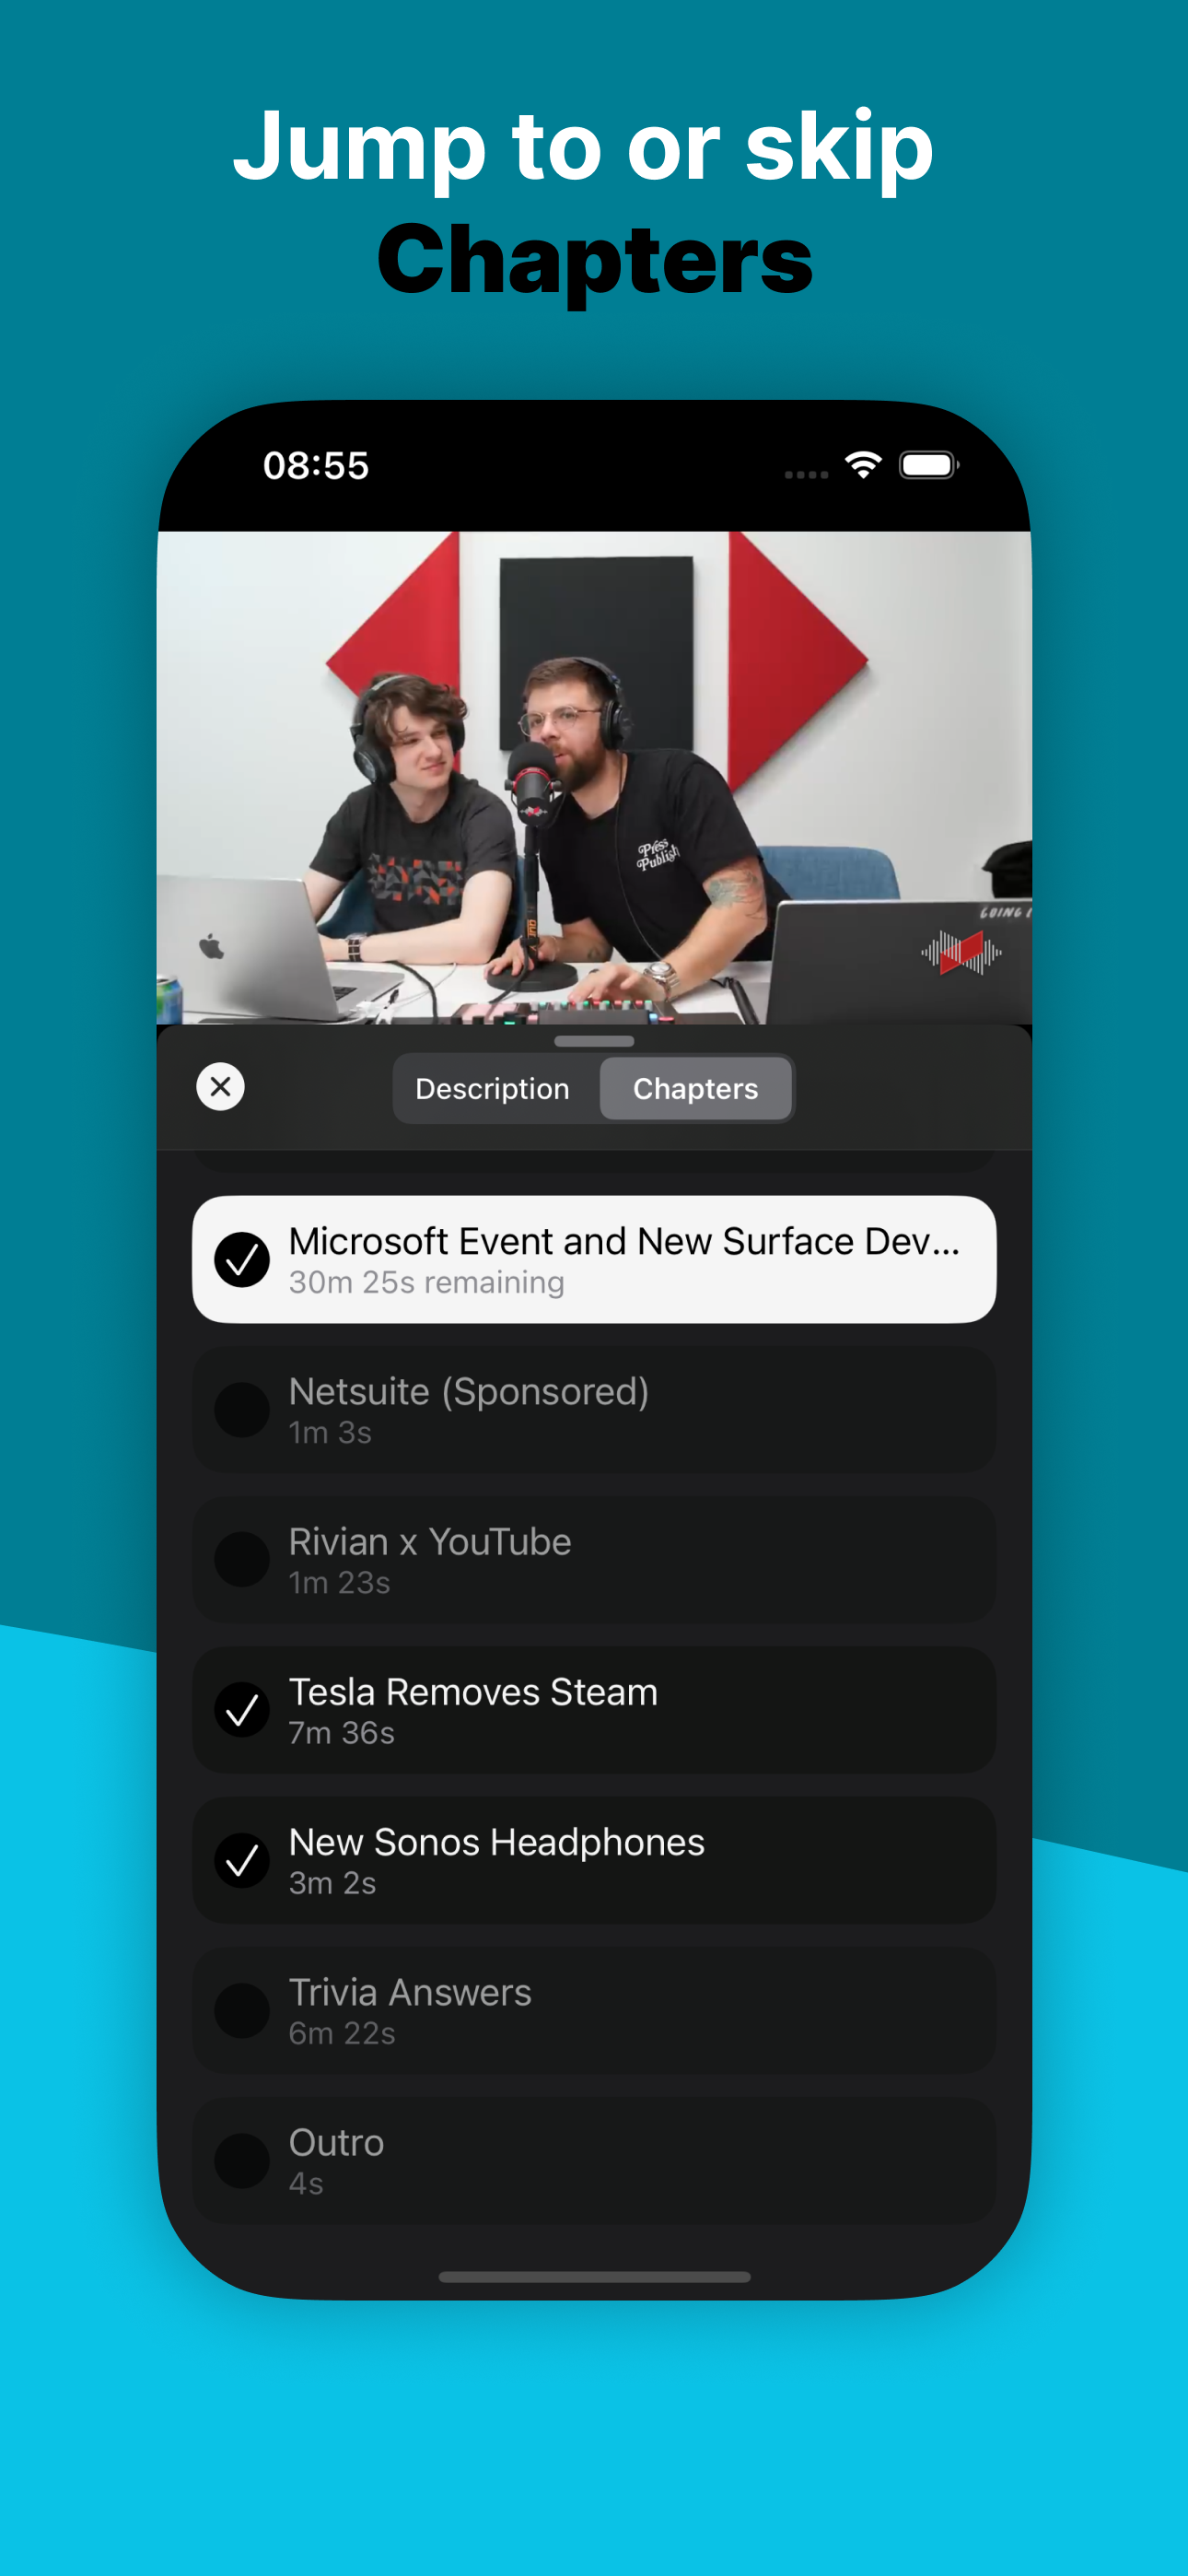 Jump to or skip
Chapters
08:55
Press
Publish
GOING
Description
Chapters
Microsoft Event and New Surface Dev...
30m 25s remaining
Netsuite (Sponsored)
1m 3s
Rivian x YouTube
1m 23s
Tesla Removes Steam
7m 36s
New Sonos Headphones
3m 2s
Trivia Answers
6m 22s
Outro
4s